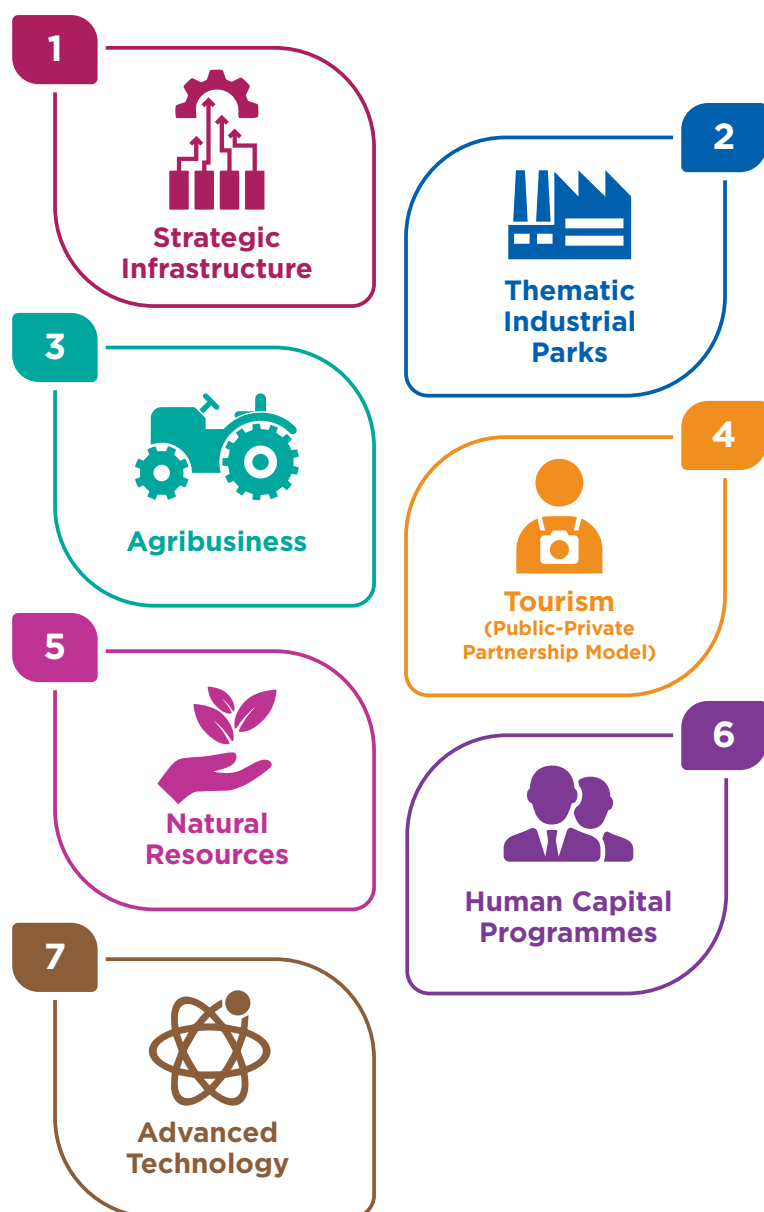 1
Strategic
Infrastructure
2
Thematic
Industrial
Parks
3
Agribusiness
4
Tourism
(Public-Private
Partnership Model)
5
Natural
Resources
6
Human Capital
Programmes
7
Advanced
Technology